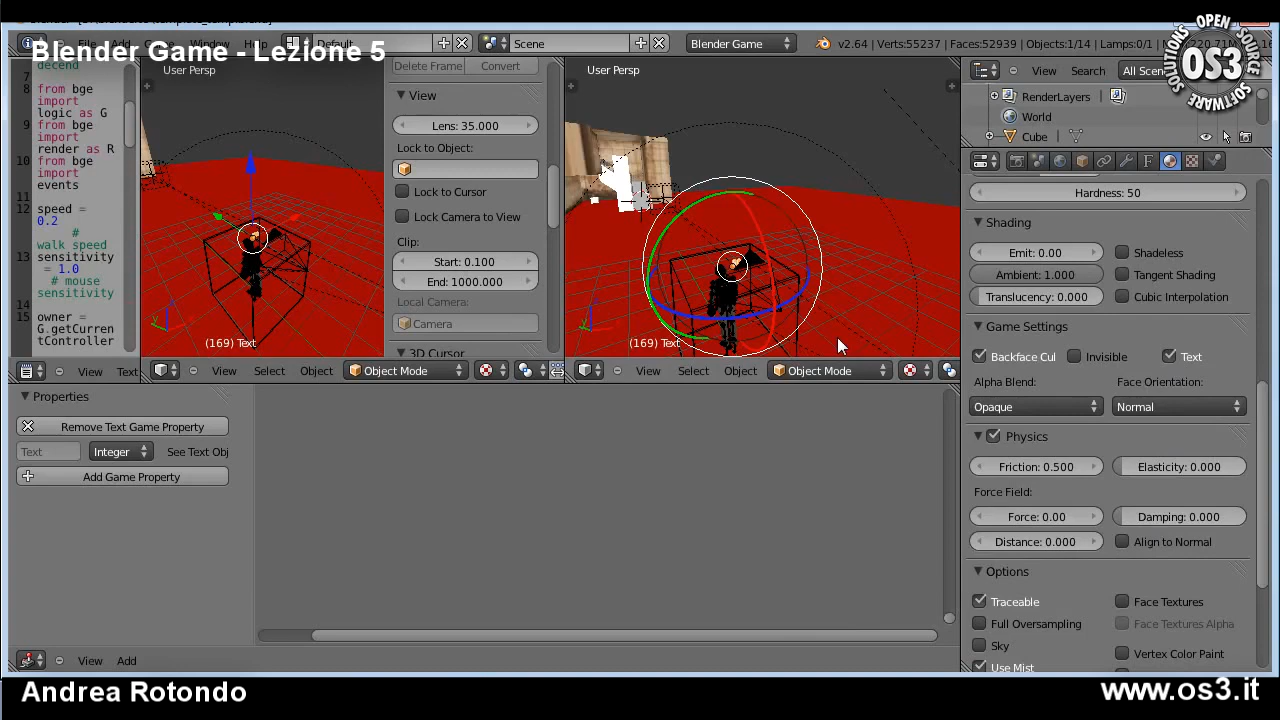 Blender Game - Lezione 5
Default
Scene
Blender Game
v2.64 | Verts:55237 | Faces:52939 | Objects:1/14 | Lamps:0/1
OPEN SOURCE SOFTWARE SOLUTIONS
OS3
decend
7
8 from bge
import
logic as G
9 from bge
import
render as R
10 from bge
import
events
11
12 speed =
0.2
#
walk speed
13 sensitivity
= 1.0
# mouse
sensitivity
14
15 owner =
G.getCurren
tController
View Text
User Persp
(169) Text
View Select Object Object Mode
Delete Frame Convert
View
Lens: 35.000
Lock to Object:
Lock to Cursor
Lock Camera to View
Clip:
Start: 0.100
End: 1000.000
Local Camera:
Camera
3D Cursor
User Persp
(169) Text
View Select Object Object Mode
View Search All Scen
RenderLayers
World
Cube
Hardness: 50
Shading
Emit: 0.00 Shadeless
Ambient: 1.000 Tangent Shading
Translucency: 0.000 Cubic Interpolation
Game Settings
Backface Cul Invisible Text
Alpha Blend: Face Orientation:
Opaque Normal
Physics
Friction: 0.500 Elasticity: 0.000
Force Field:
Force: 0.00 Damping: 0.000
Distance: 0.000 Align to Normal
Options
Traceable Face Textures
Full Oversampling Face Textures Alpha
Sky
Vertex Color Paint
Use Mist
Properties
Remove Text Game Property
Text Integer See Text Obj
Add Game Property
View Add
Andrea Rotondo
www.os3.it